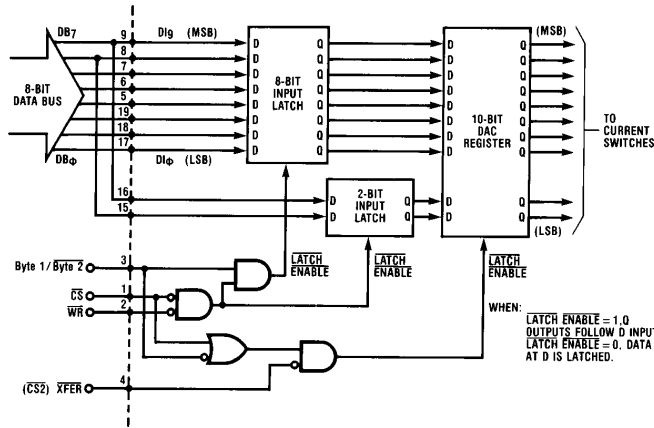 DB7
9
DI9 (MSB)
8
7
6
5
19
18
17
DBΦ
DIΦ (LSB)
8-BIT
DATA BUS
16
15
D Q
D Q
D Q
D Q
D Q
D Q
D Q
D Q
8-BIT
INPUT
LATCH
D Q
D Q
2-BIT
INPUT
LATCH
D Q
D Q
D Q
D Q
D Q
D Q
D Q
D Q
D Q
D Q
10-BIT
DAC
REGISTER
(MSB)
(LSB)
TO
CURRENT
SWITCHES
LATCH
ENABLE
LATCH
ENABLE
LATCH
ENABLE
Byte 1/Byte 2
3
CS
1
WR
2
(CS2) XFER
4
WHEN:
LATCH ENABLE = 1,Q
OUTPUTS FOLLOW D INPUT
LATCH ENABLE = 0, DATA
AT D IS LATCHED.